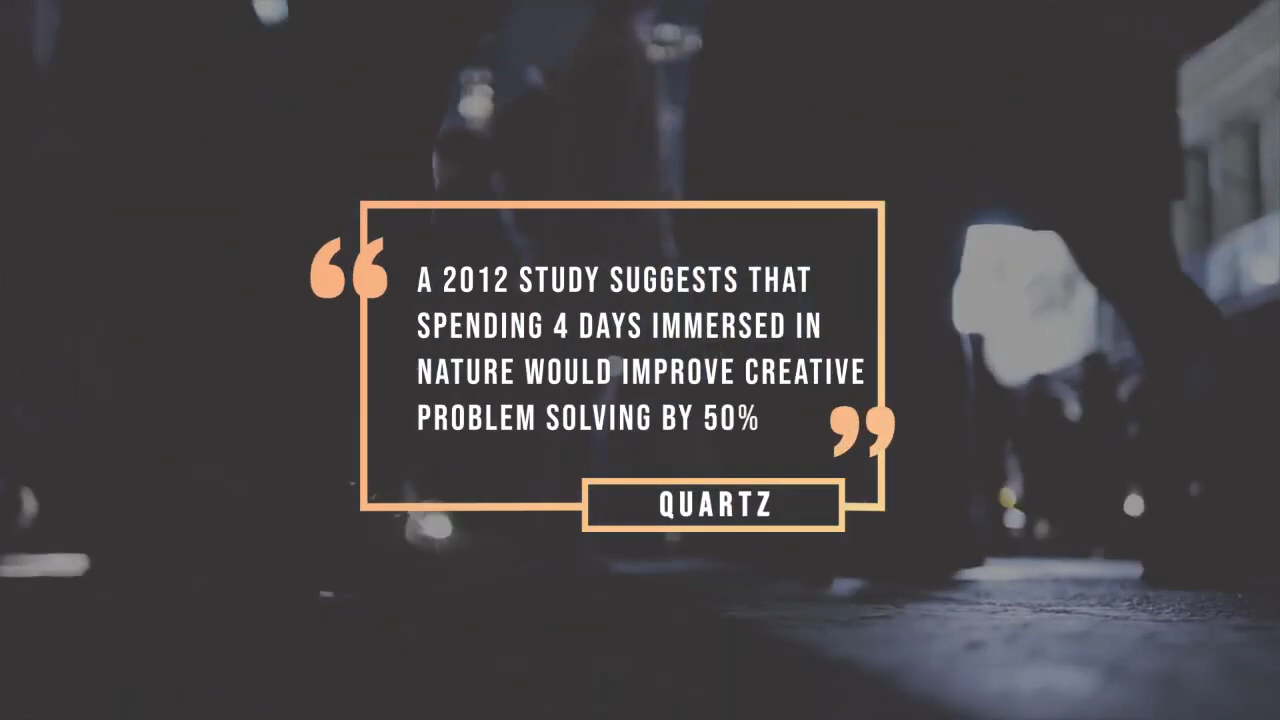 “
A 2012 STUDY SUGGESTS THAT
SPENDING 4 DAYS IMMERSED IN
NATURE WOULD IMPROVE CREATIVE
PROBLEM SOLVING BY 50%
”
QUARTZ